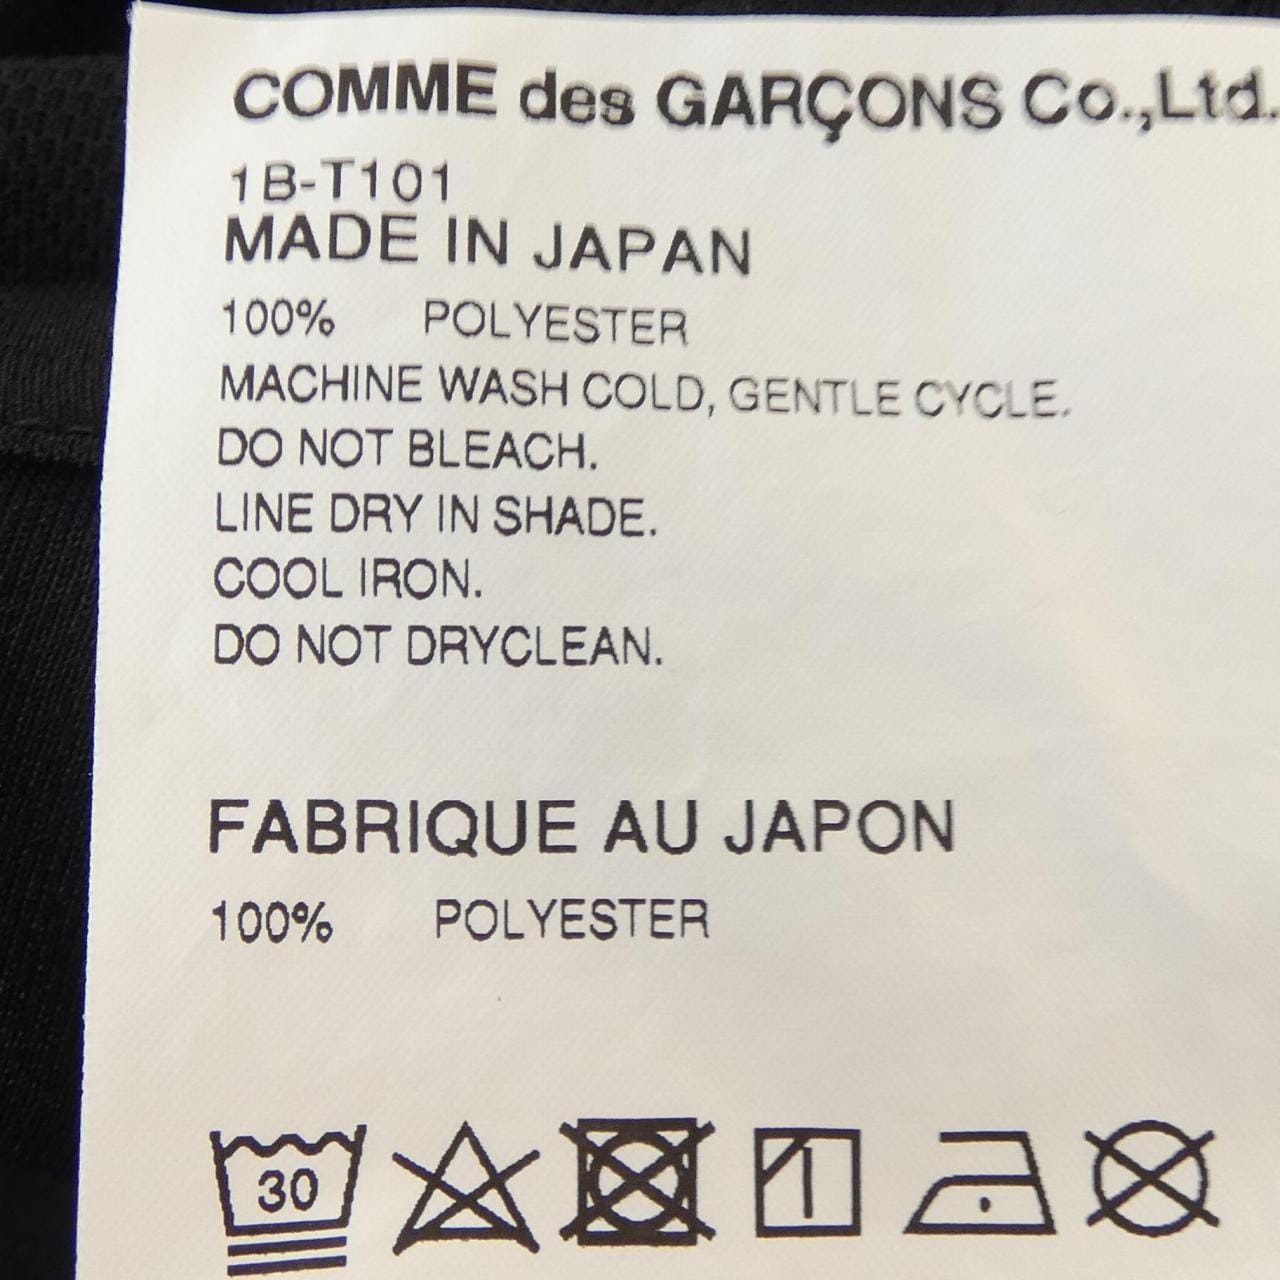 COMME des GARÇONS Co.,Ltd.
1B-T101
MADE IN JAPAN
100% POLYESTER
MACHINE WASH COLD, GENTLE CYCLE.
DO NOT BLEACH.
LINE DRY IN SHADE.
COOL IRON.
DO NOT DRYCLEAN.
FABRIQUE AU JAPON
100% POLYESTER
30